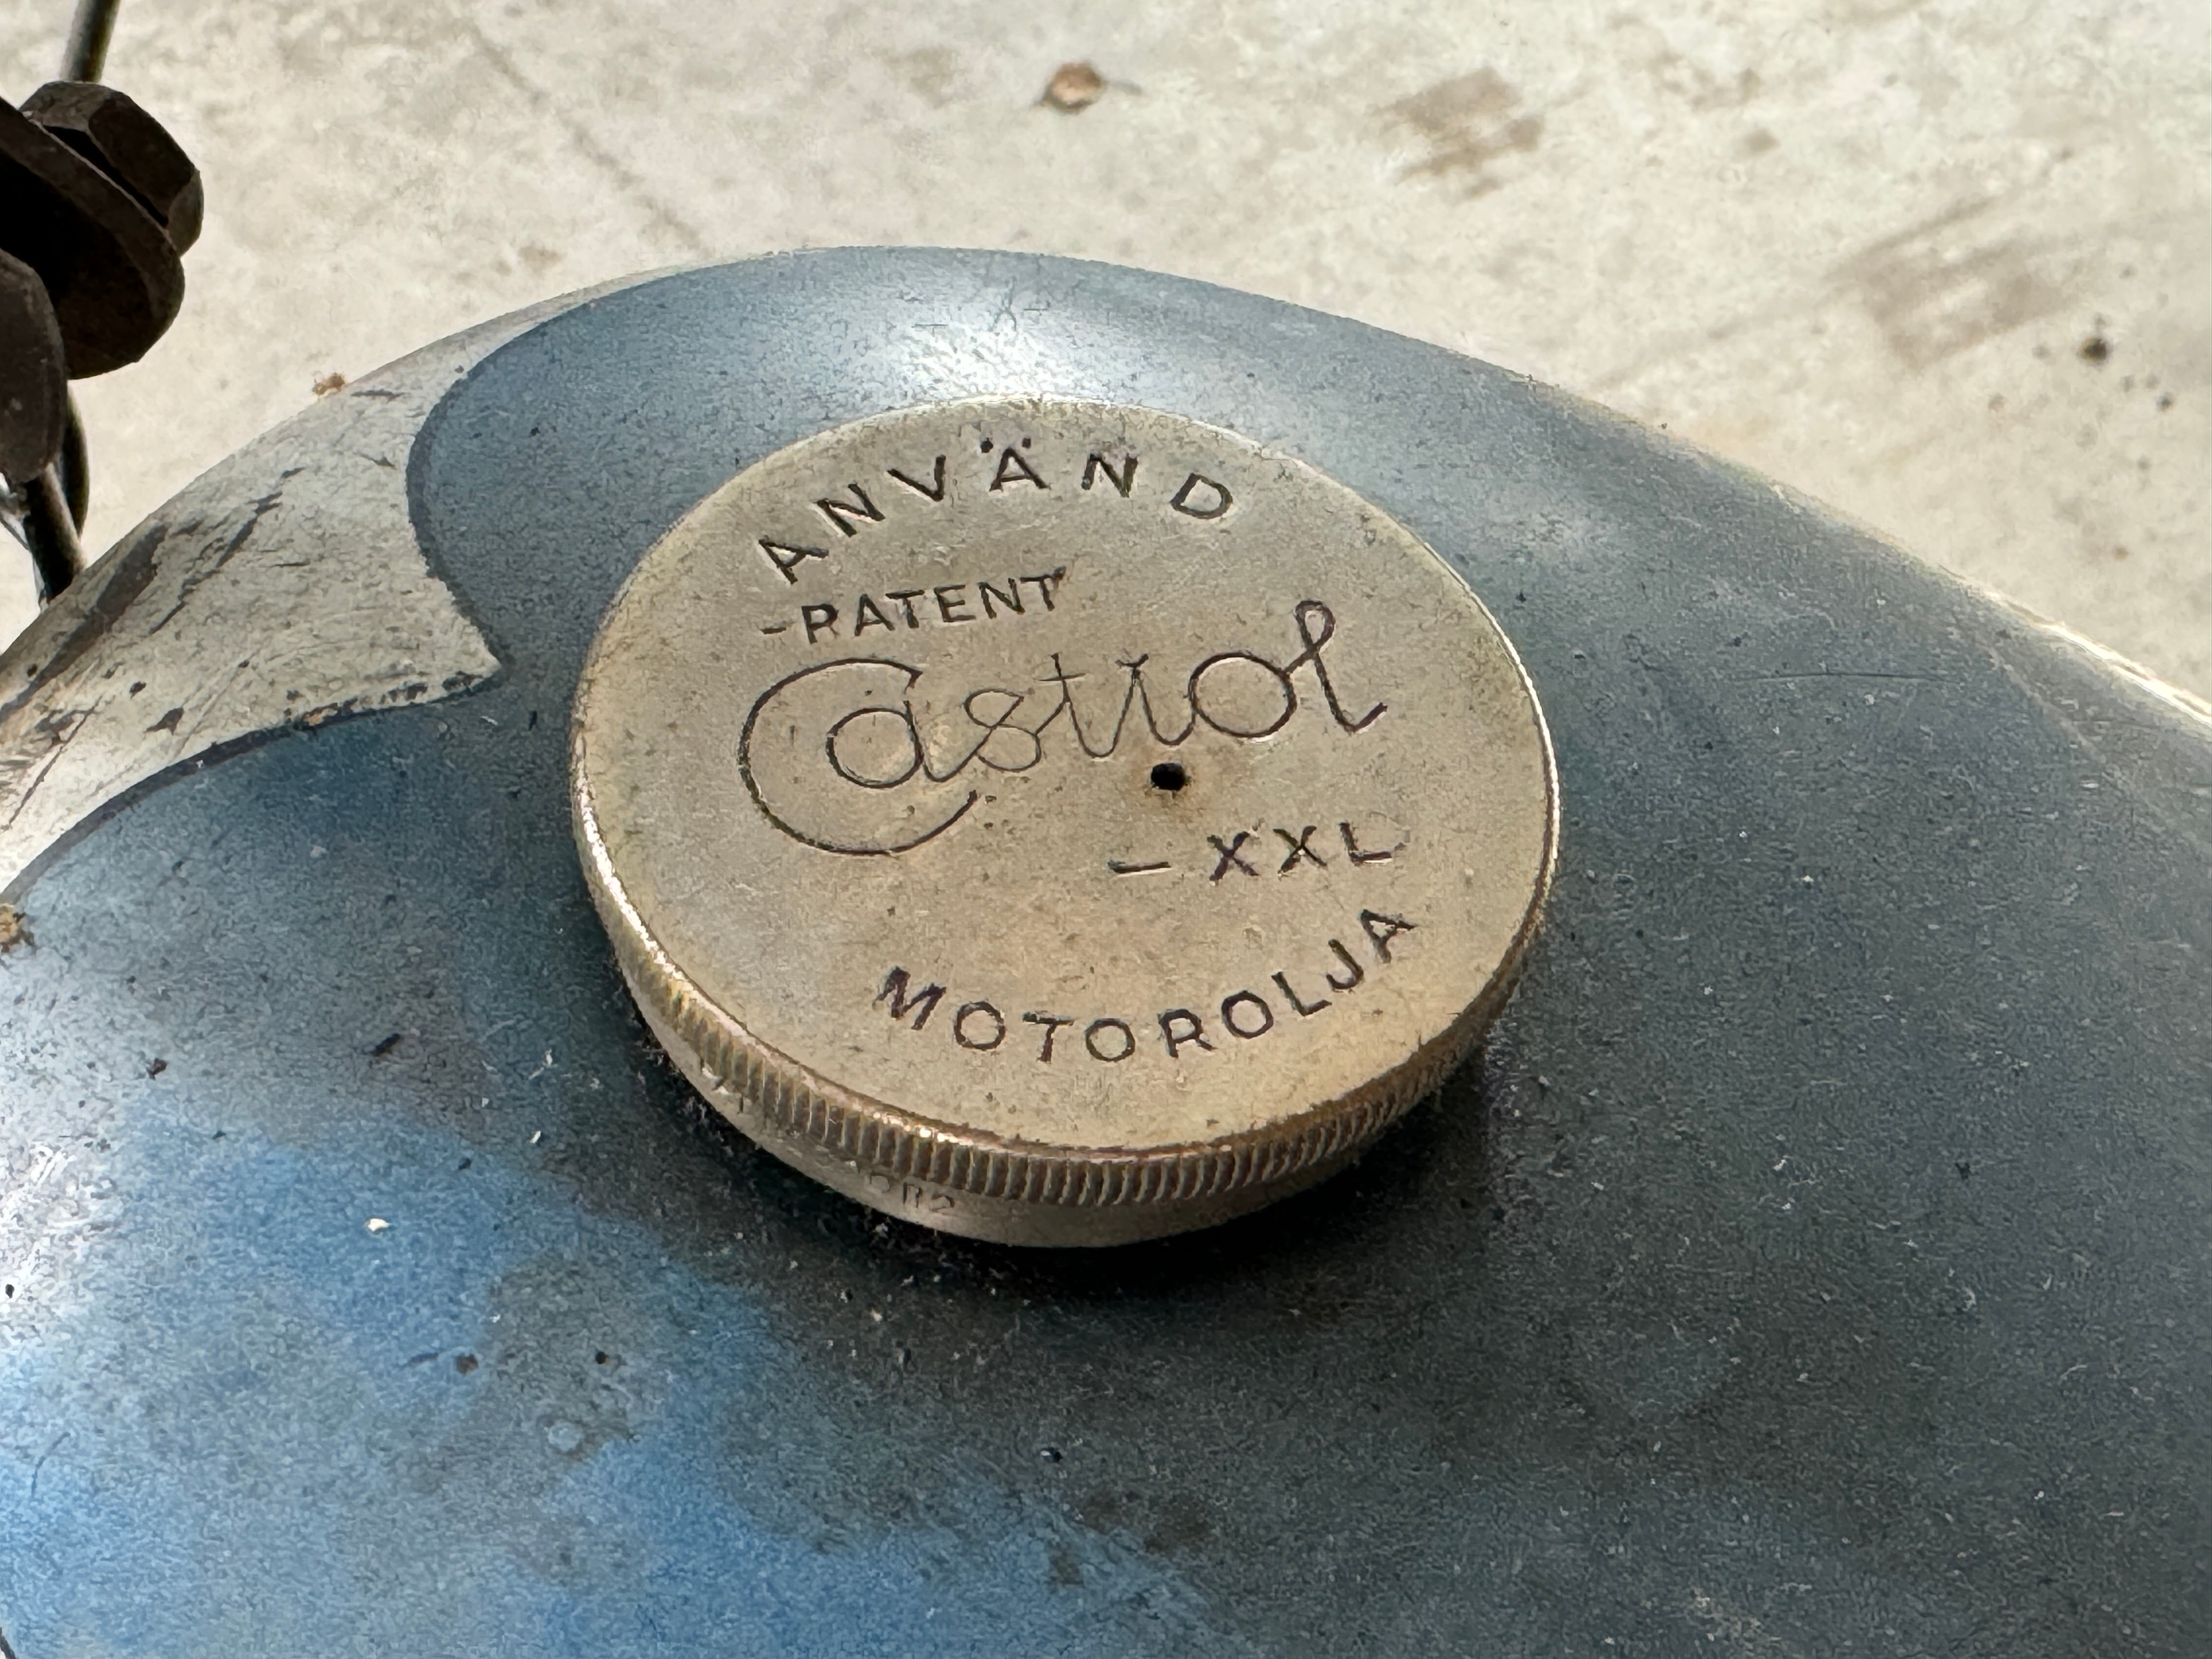 ANVÄND
-PATENT
Castrol
- XXL
MOTOROLJA